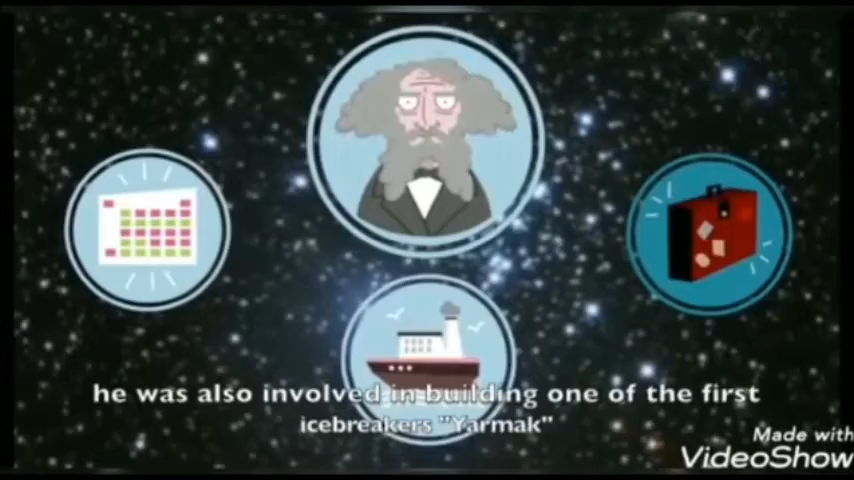 he was also involved in building one of the first
icebreakers "Yarmak"
Made with
VideoShow